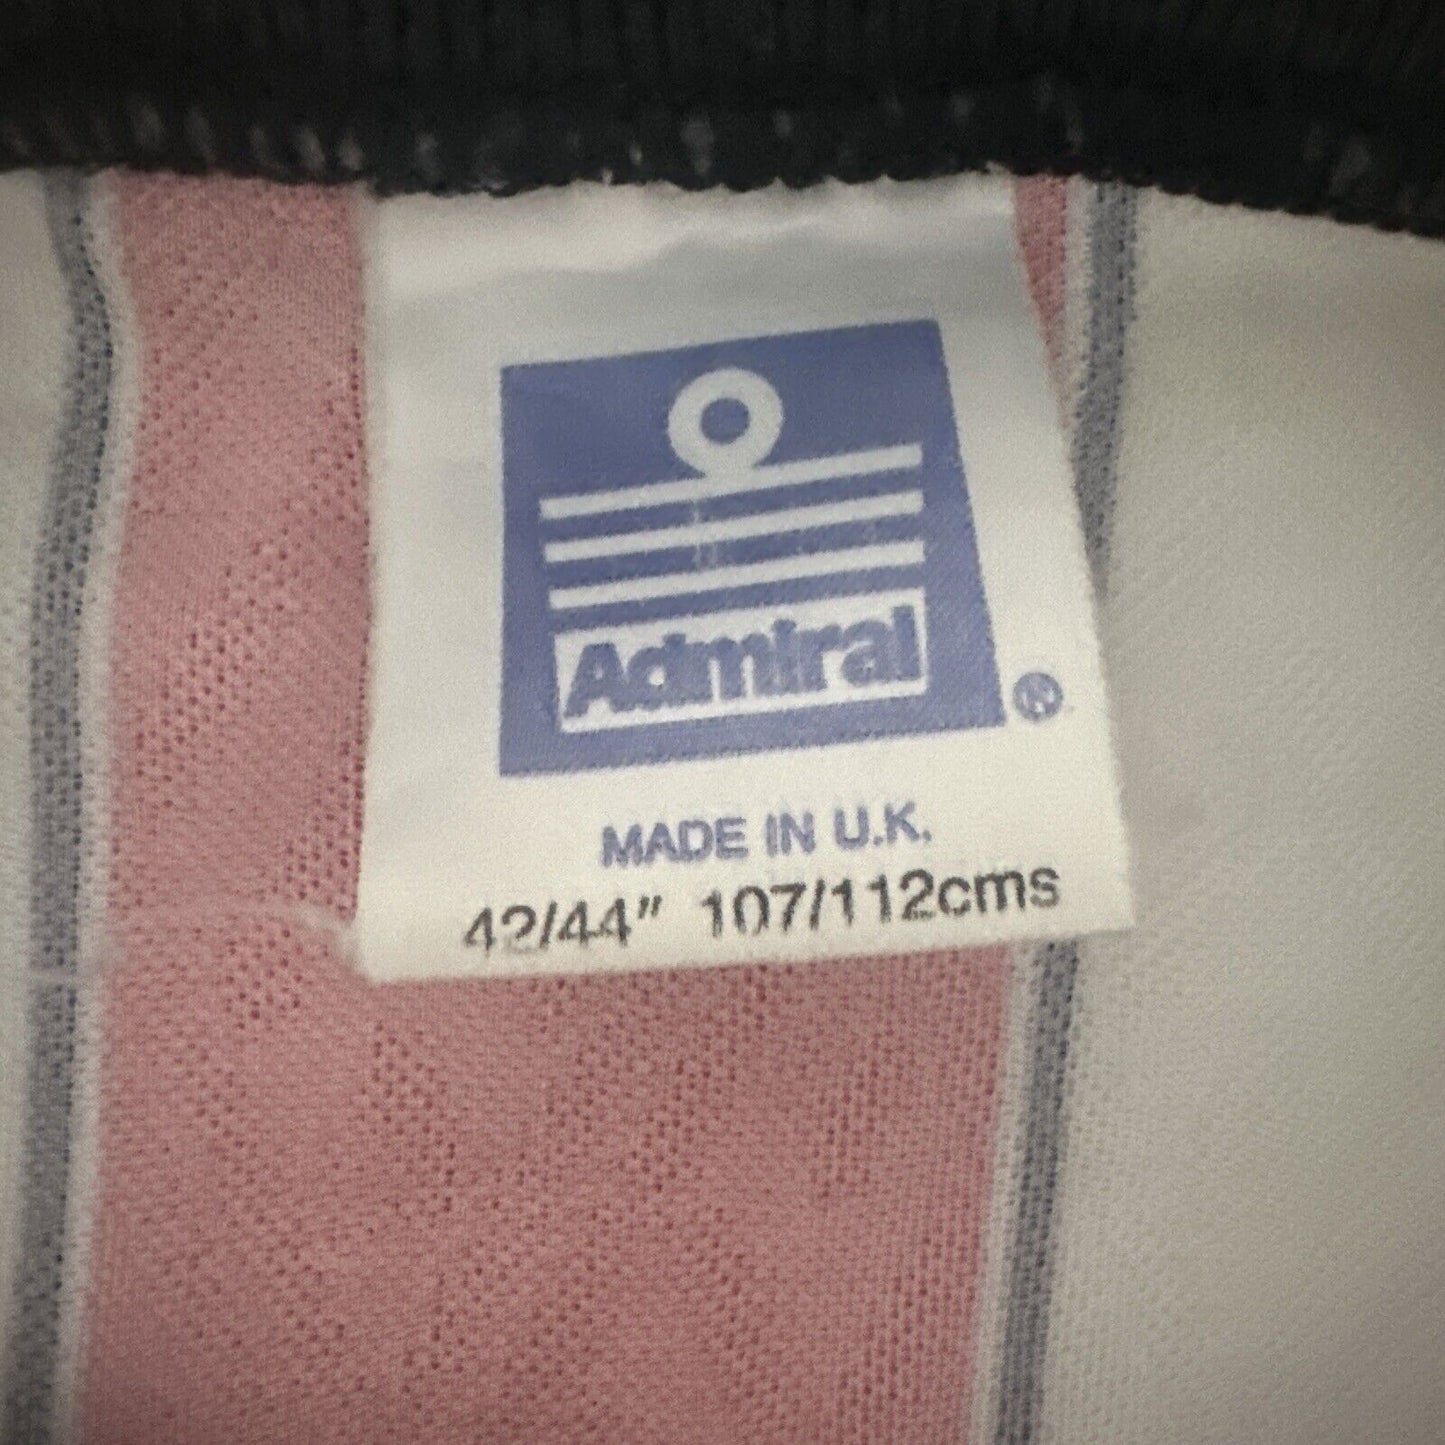 Admiral
®
MADE IN U.K.
42/44" 107/112cms